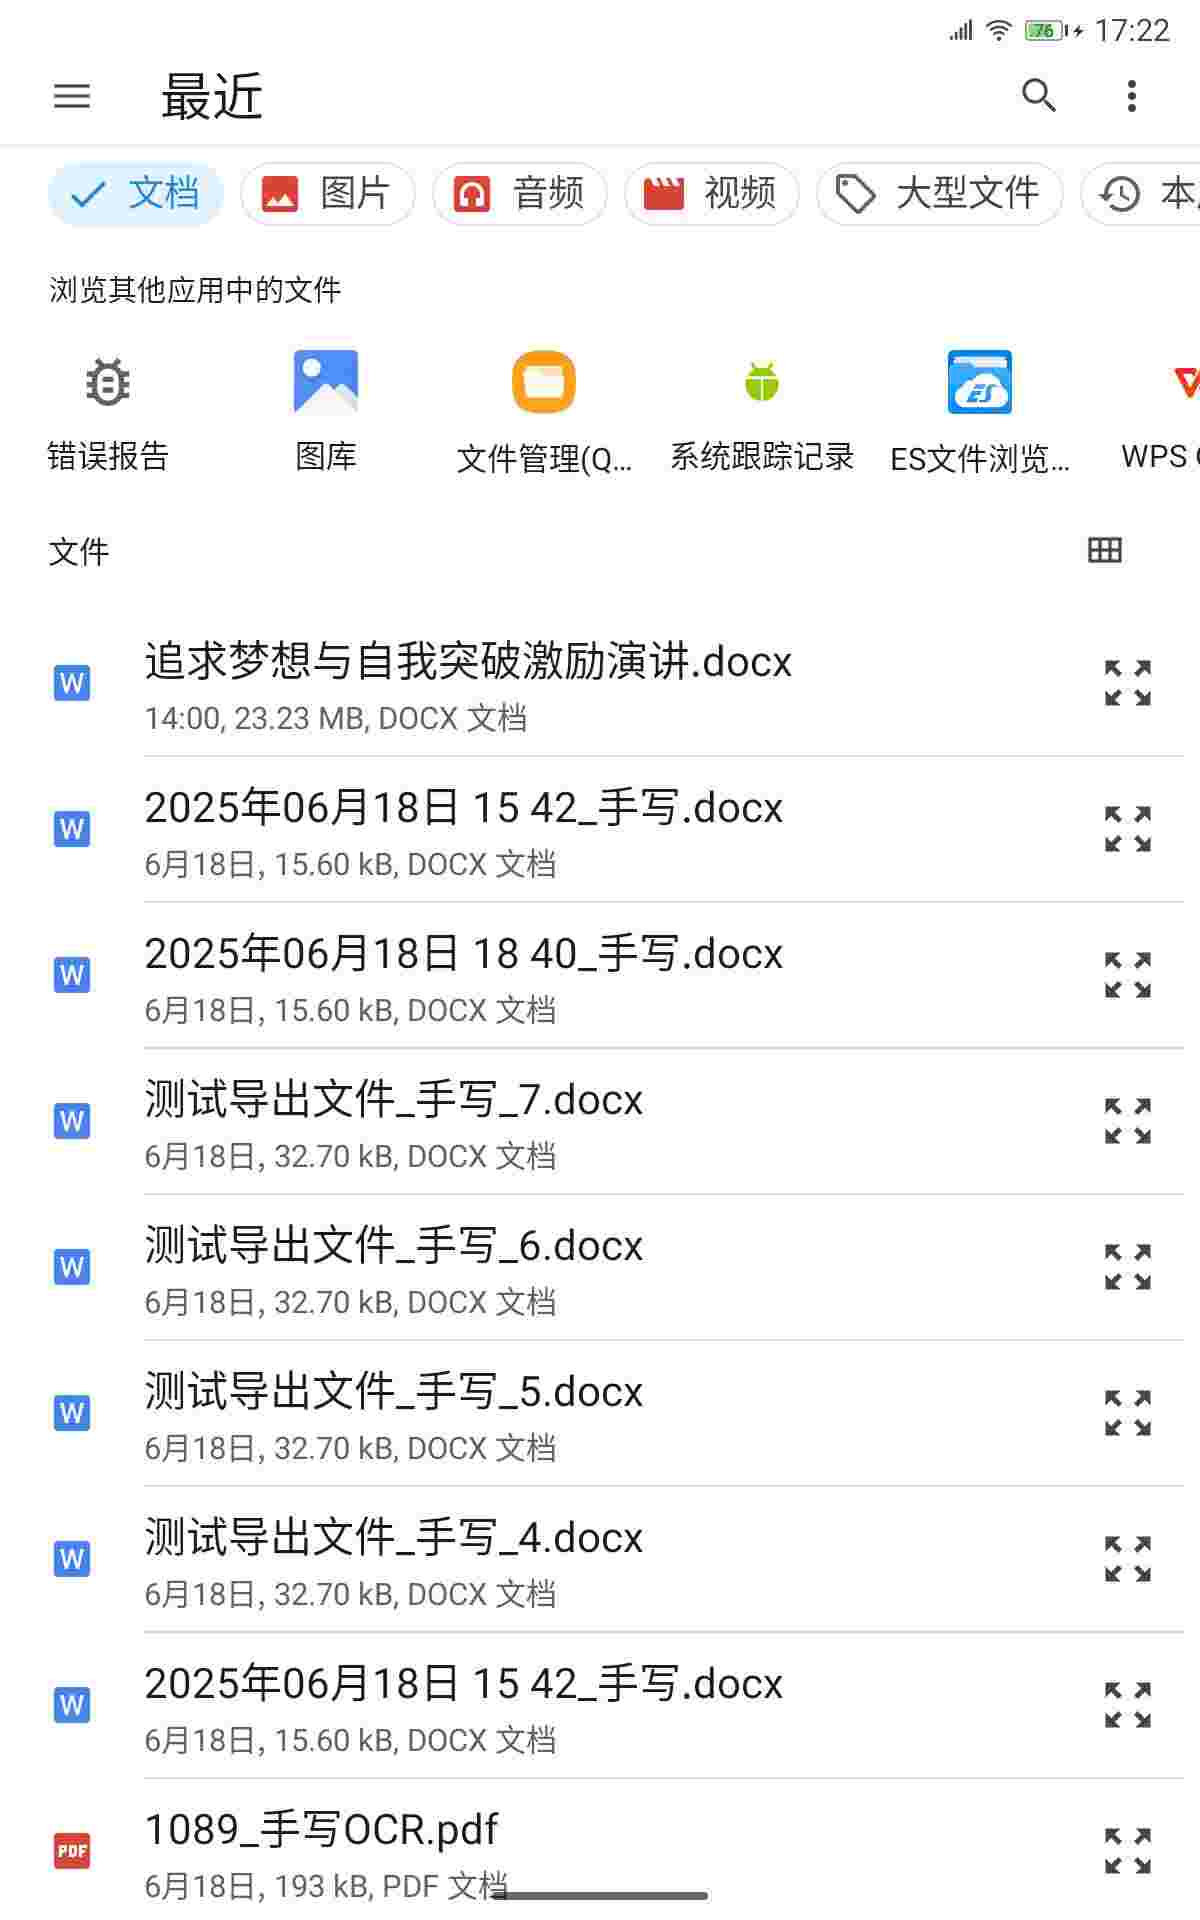 76 17:22
最近
文档 图片 音频 视频 大型文件 本
浏览其他应用中的文件
错误报告 图库 文件管理(Q... 系统跟踪记录 ES文件浏览... WPS
文件
追求梦想与自我突破激励演讲.docx
14:00, 23.23 MB, DOCX 文档
2025年06月18日 15 42_手写.docx
6月18日, 15.60 kB, DOCX 文档
2025年06月18日 18 40_手写.docx
6月18日, 15.60 kB, DOCX 文档
测试导出文件_手写_7.docx
6月18日, 32.70 kB, DOCX 文档
测试导出文件_手写_6.docx
6月18日, 32.70 kB, DOCX 文档
测试导出文件_手写_5.docx
6月18日, 32.70 kB, DOCX 文档
测试导出文件_手写_4.docx
6月18日, 32.70 kB, DOCX 文档
2025年06月18日 15 42_手写.docx
6月18日, 15.60 kB, DOCX 文档
1089_手写OCR.pdf
6月18日, 193 kB, PDF 文档